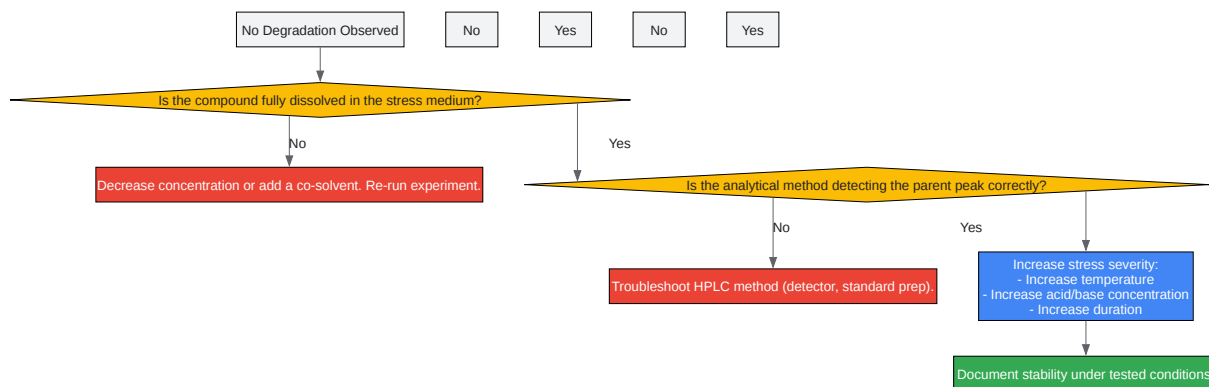 No Degradation Observed
No
Yes
No
Yes
Is the compound fully dissolved in the stress medium?
No
Yes
Decrease concentration or add a co-solvent. Re-run experiment.
Is the analytical method detecting the parent peak correctly?
No
Yes
Troubleshoot HPLC method (detector, standard prep).
Increase stress severity:
- Increase temperature
- Increase acid/base concentration
- Increase duration
Document stability under tested conditions